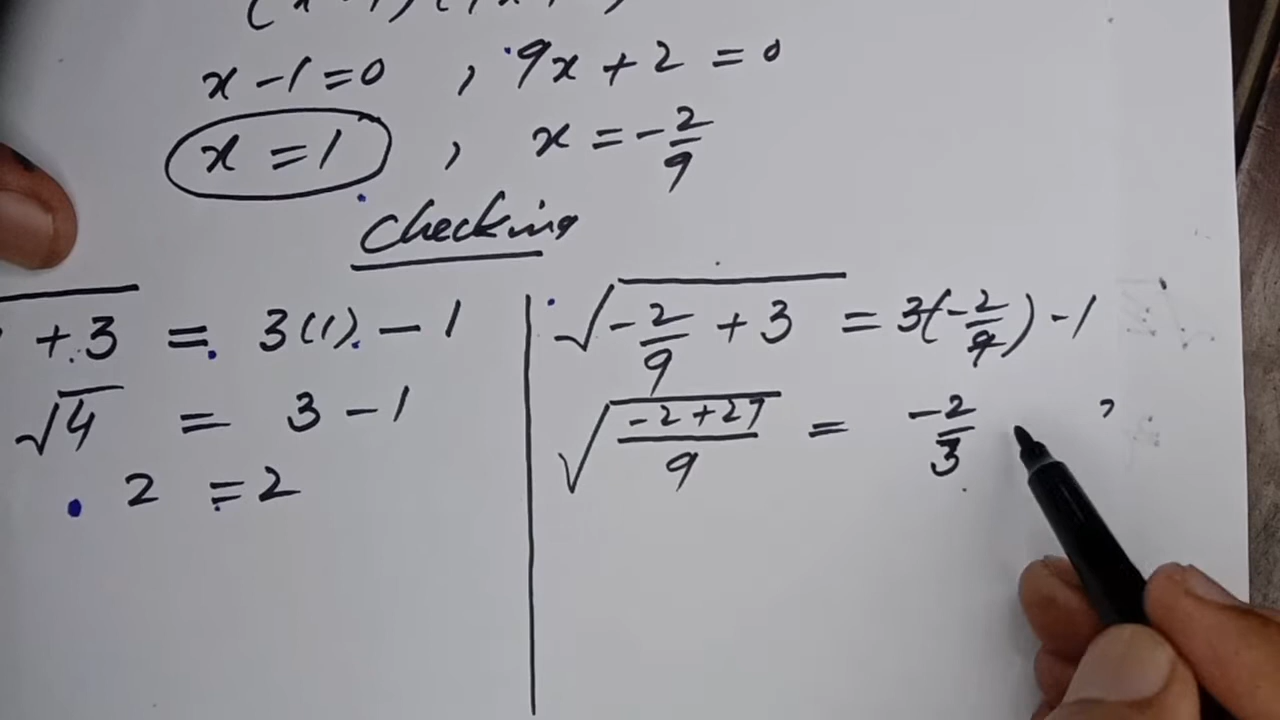 x - 1 = 0 , 9x + 2 = 0
x = 1 , x = -2/9
Checking
+ 3 = 3(1) - 1
√4 = 3 - 1
2 = 2
√(-2/9 + 3) = 3(-2/9) - 1
√((-2+27)/9) = -2/3